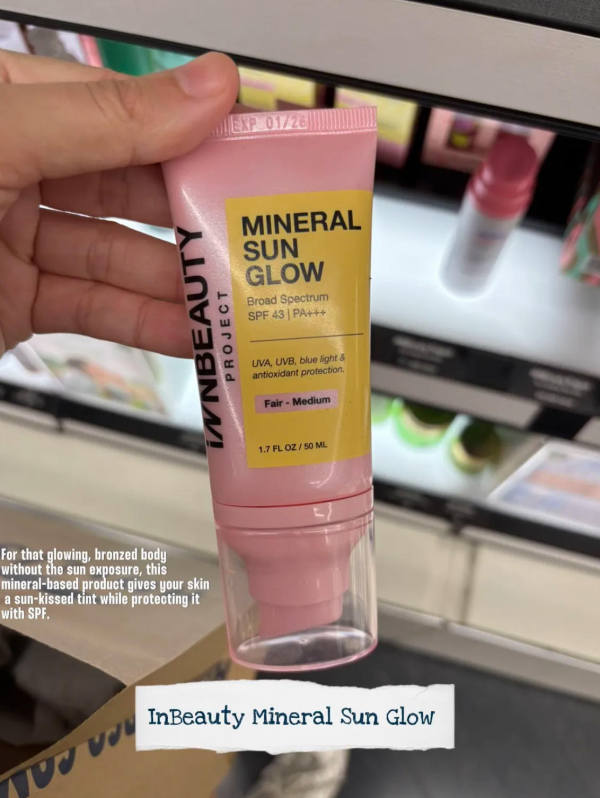 EXP 01/26
iNNBEAUTY
PROJECT
MINERAL
SUN
GLOW
Broad Spectrum
SPF 43 | PA+++
UVA, UVB, blue light &
antioxidant protection.
Fair - Medium
1.7 FL OZ / 50 ML
For that glowing, bronzed body
without the sun exposure, this
mineral-based product gives your skin
a sun-kissed tint while protecting it
with SPF.
InBeauty Mineral Sun Glow